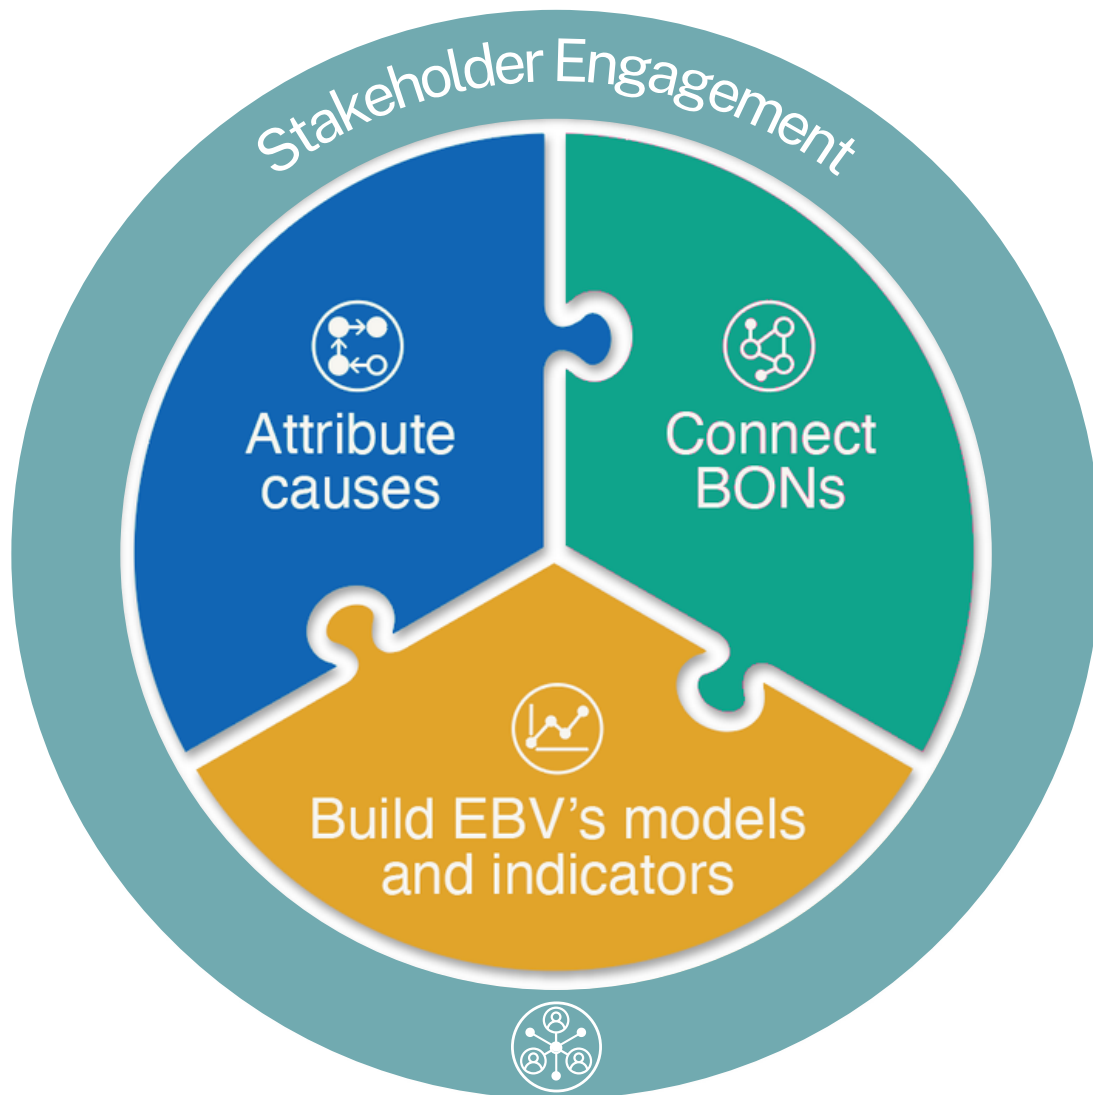 Stakeholder Engagement
Attribute
causes
Connect
BONs
Build EBV’s models
and indicators